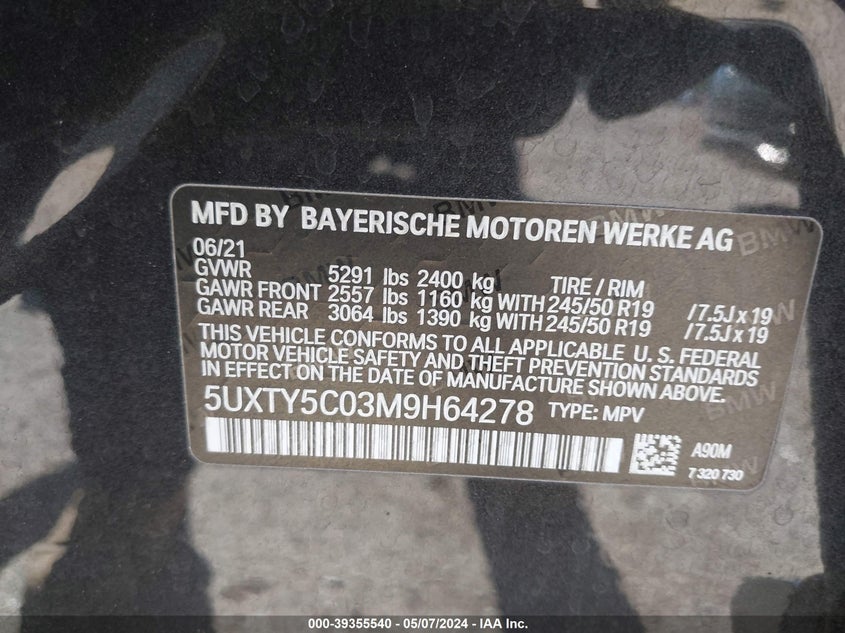 MFD BY BAYERISCHE MOTOREN WERKE AG
06/21
GVWR 5291 lbs 2400 kg TIRE / RIM
GAWR FRONT 2557 lbs 1160 kg WITH 245/50 R19 / 7.5J x 19
GAWR REAR 3064 lbs 1390 kg WITH 245/50 R19 / 7.5J x 19
THIS VEHICLE CONFORMS TO ALL APPLICABLE U. S. FEDERAL
MOTOR VEHICLE SAFETY AND THEFT PREVENTION STANDARDS
IN EFFECT ON THE DATE OF MANUFACTURE SHOWN ABOVE.
5UXTY5C03M9H64278 TYPE: MPV
A90M
7 320 730
000-39355540 - 05/07/2024 - IAA Inc.